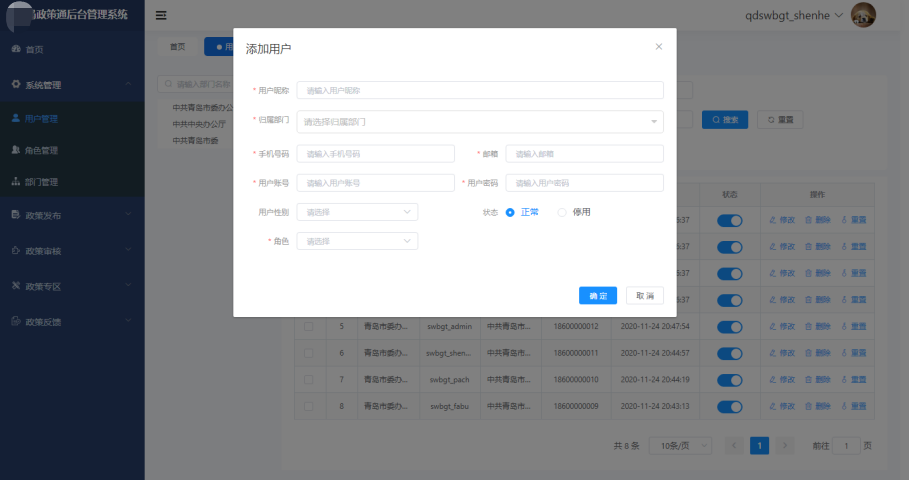 政策通后台管理系统
qdswbgt_shenhe
首页
首页
系统管理
用户管理
角色管理
部门管理
政策发布
政策审核
政策专区
政策反馈
请输入部门名称
中共青岛市委办公
中共中央办公厅
中共青岛市委
添加用户
* 用户昵称 请输入用户昵称
* 归属部门 请选择归属部门
* 手机号码 请输入手机号码 * 邮箱 请输入邮箱
* 用户账号 请输入用户账号 * 用户密码 请输入用户密码
用户性别 请选择 状态 正常 停用
* 角色 请选择
确 定 取 消
搜索 重置
状态 操作
5:37 修改 删除 重置
5:37 修改 删除 重置
5:37 修改 删除 重置
5:37 修改 删除 重置
5 青岛市委办... swbgt_admin 中共青岛市... 18600000012 2020-11-24 20:47:54 修改 删除 重置
6 青岛市委办... swbgt_shen... 中共青岛市... 18600000011 2020-11-24 20:44:57 修改 删除 重置
7 青岛市委办... swbgt_pach 中共青岛市... 18600000010 2020-11-24 20:44:19 修改 删除 重置
8 青岛市委办... swbgt_fabu 中共青岛市... 18600000009 2020-11-24 20:43:13 修改 删除 重置
共 8 条 10条/页 1 前往 1 页